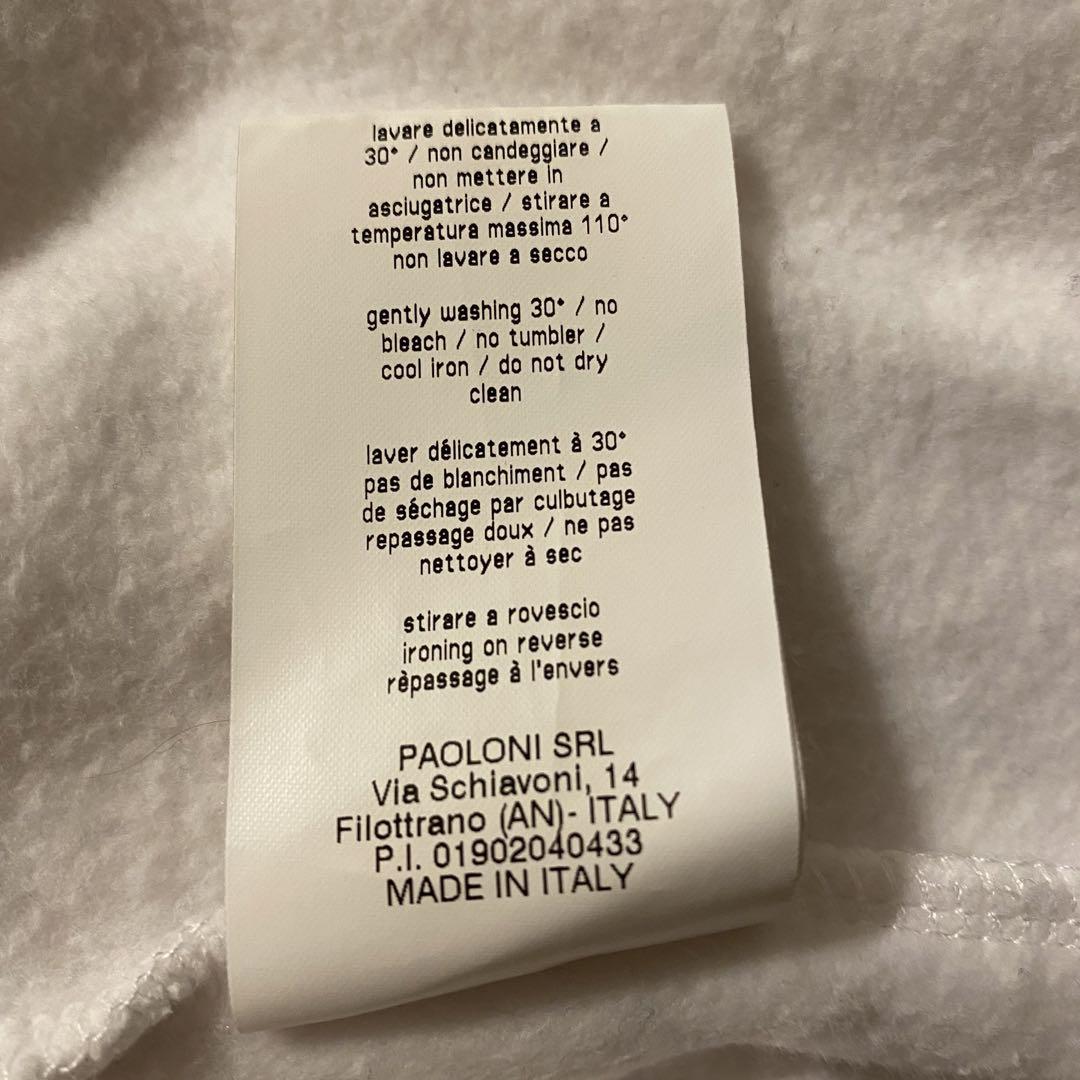 lavare delicatamente a
30° / non candeggiare /
non mettere in
asciugatrice / stirare a
temperatura massima 110°
non lavare a secco
gently washing 30° / no
bleach / no tumbler /
cool iron / do not dry
clean
laver délicatement à 30°
pas de blanchiment / pas
de séchage par culbutage
repassage doux / ne pas
nettoyer à sec
stirare a rovescio
ironing on reverse
rèpassage à l'envers
PAOLONI SRL
Via Schiavoni, 14
Filottrano (AN)- ITALY
P.I. 01902040433
MADE IN ITALY